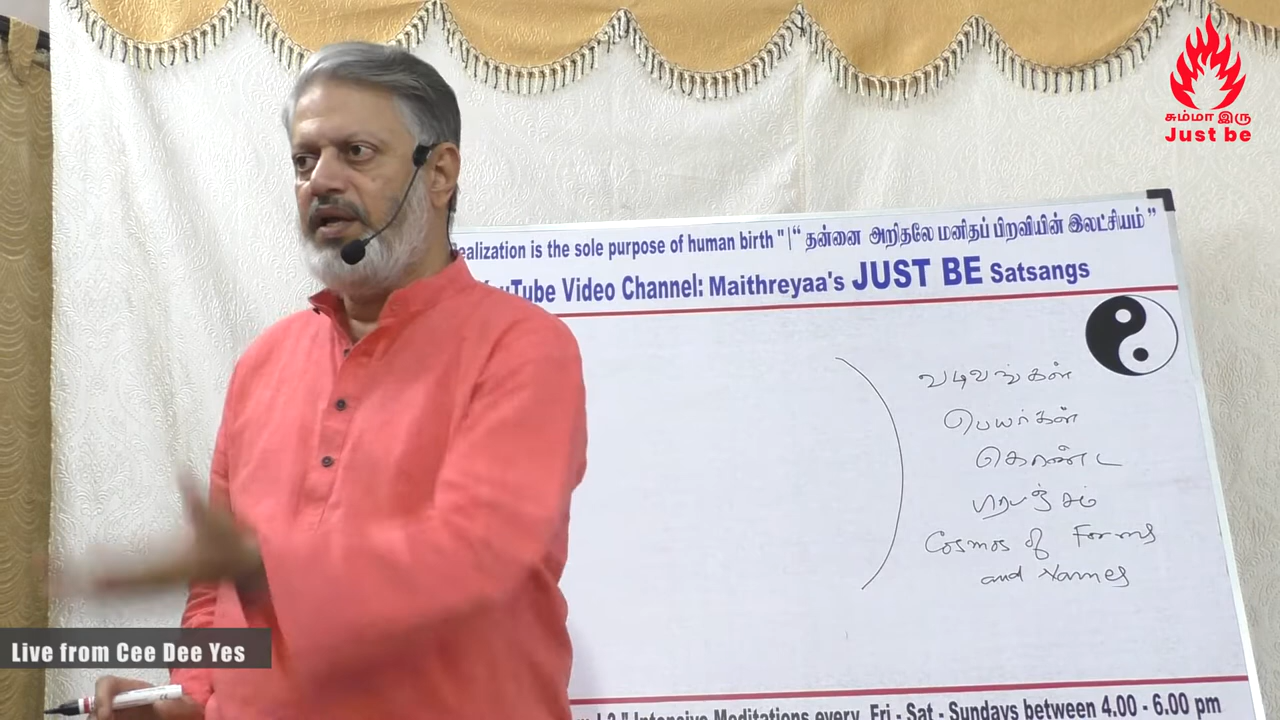 சும்மா இரு
Just be
ealization is the sole purpose of human birth " | “ தன்னை அறிதலே மனிதப் பிறவியின் இலட்சியம் ”
YouTube Video Channel: Maithreyaa's JUST BE Satsangs
வடிவங்கள்
பெயர்கள்
கொண்ட
பிரபஞ்சம்
Cosmos of Forms
and Names
Live from Cee Dee Yes
I ? " Intensive Meditations every Fri - Sat - Sundays between 4.00 - 6.00 pm